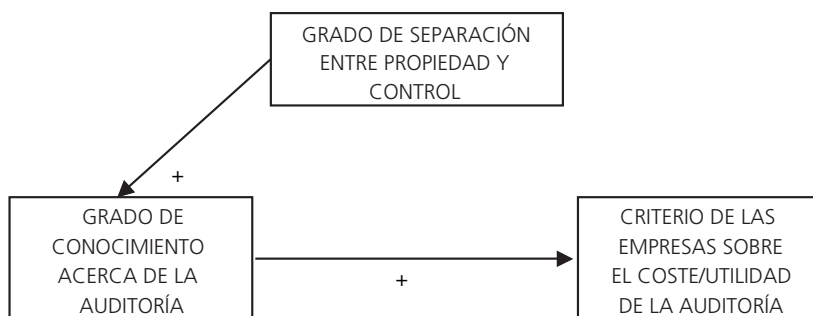 GRADO DE SEPARACIÓN
ENTRE PROPIEDAD Y
CONTROL
+
GRADO DE
CONOCIMIENTO
ACERCA DE LA
AUDITORÍA
+
CRITERIO DE LAS
EMPRESAS SOBRE
EL COSTE/UTILIDAD
DE LA AUDITORÍA